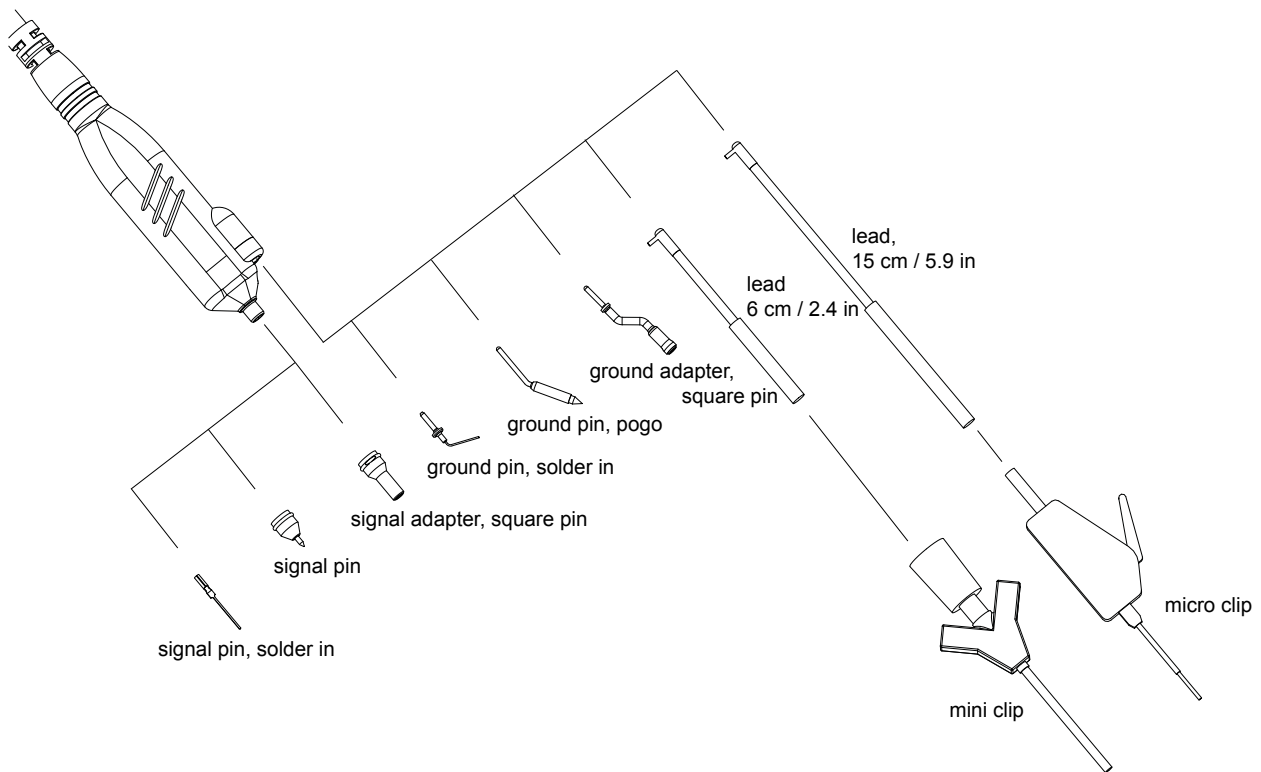 lead,
15 cm / 5.9 in
lead
6 cm / 2.4 in
ground adapter,
square pin
ground pin, pogo
ground pin, solder in
signal adapter, square pin
signal pin
signal pin, solder in
micro clip
mini clip